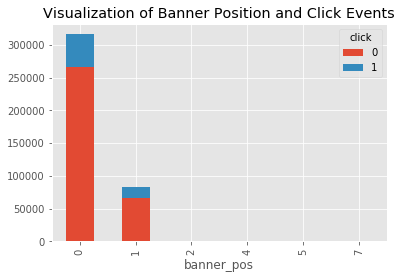 Visualization of Banner Position and Click Events
click
0
1
300000
250000
200000
150000
100000
50000
0
0 1 2 4 5 7
banner_pos